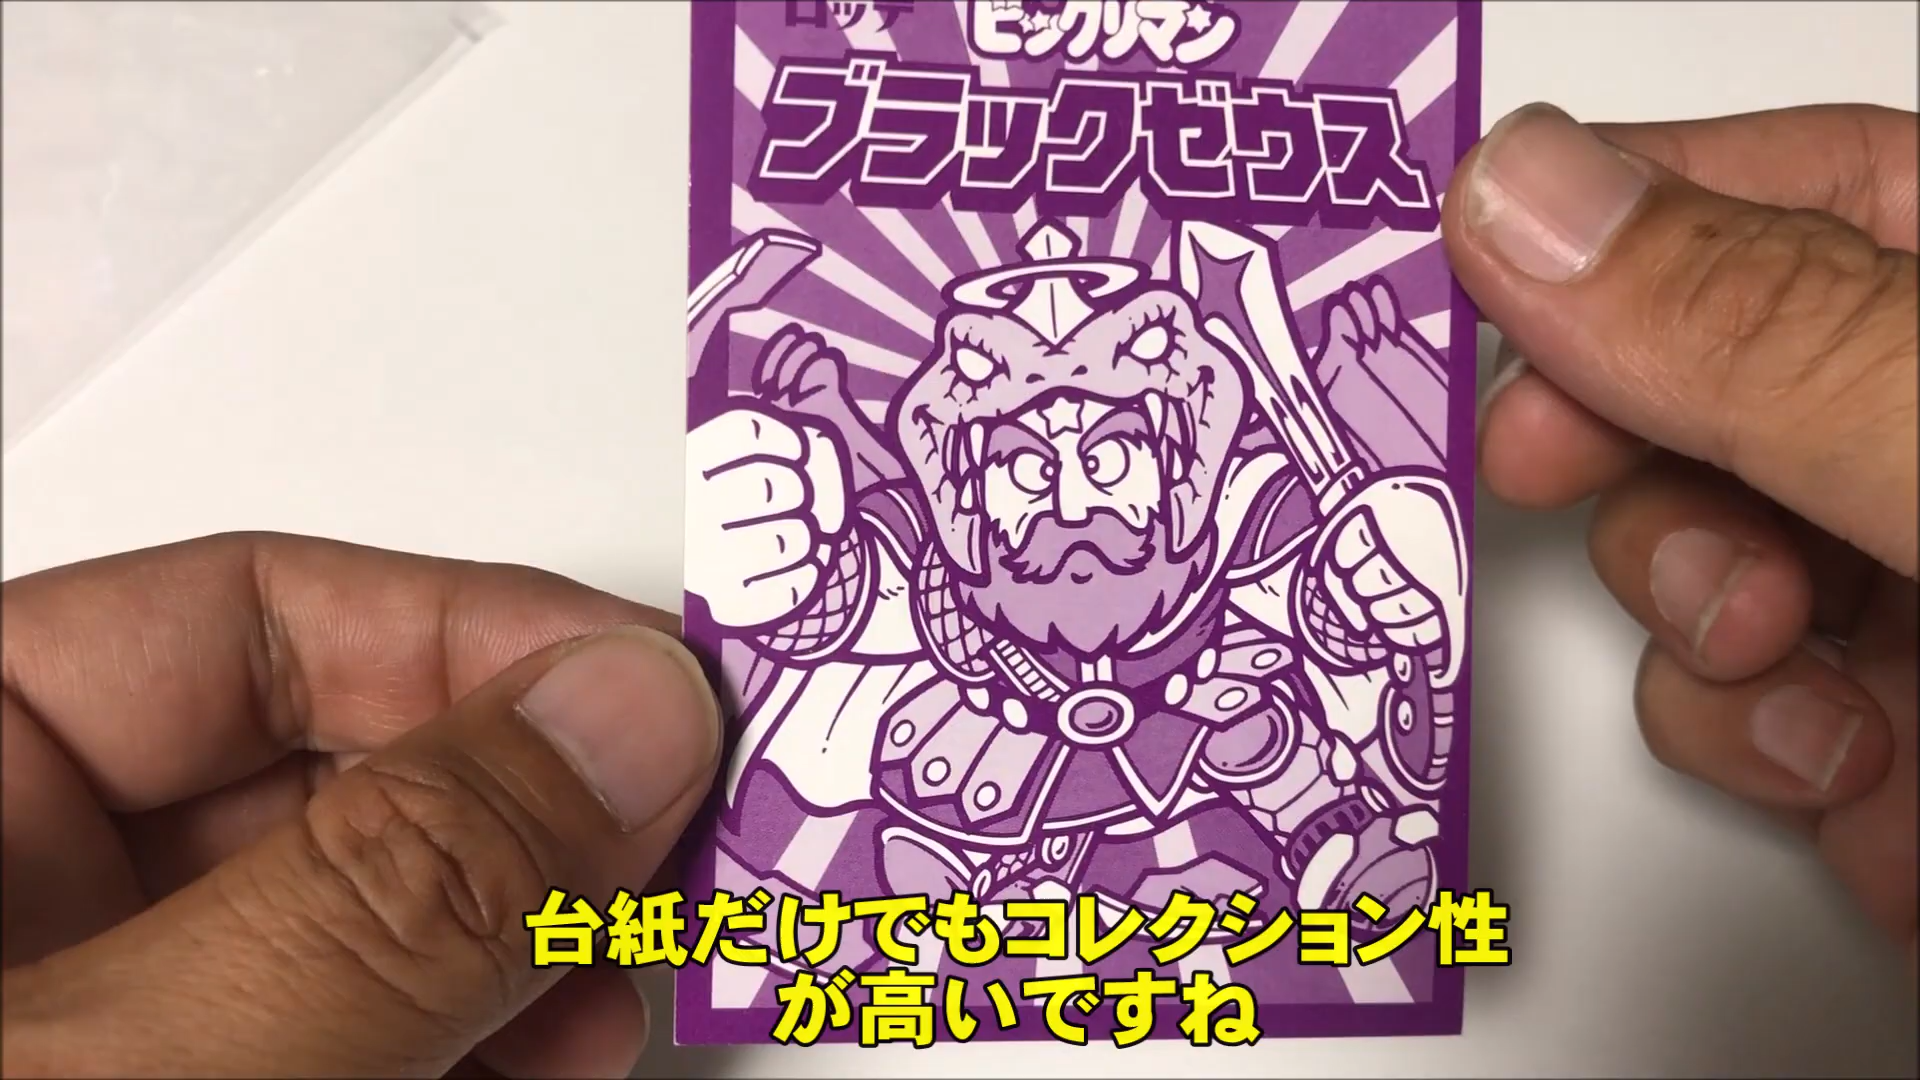 ロッテ
ビックリマン
ブラックゼウス
台紙だけでもコレクション性
が高いですね